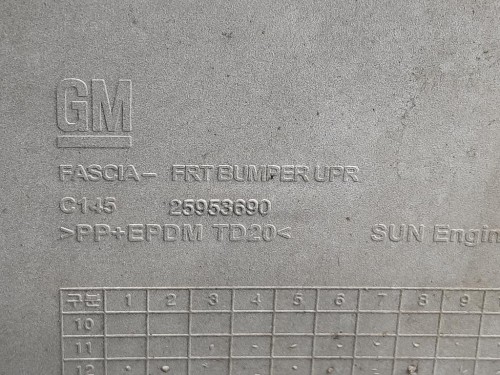 GM
FASCIA- FRT BUMPER UPR
C145 25953690
>PP+EPDM TD20< SUN Engin
구분 1 2 3 4 5 6 7 8 9
10
11
12